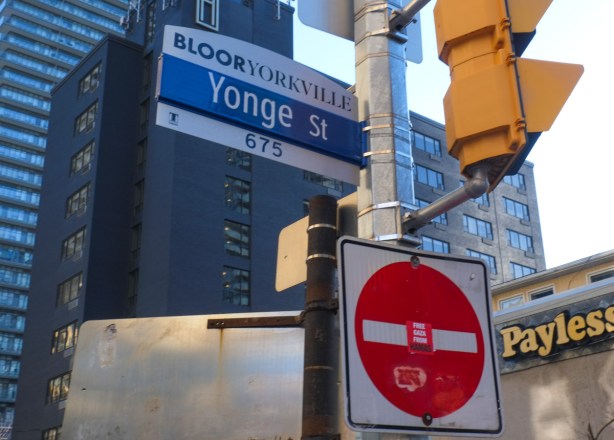 BLOORYORKVILLE
Yonge St
675
FREE
GAZA
FROM
Payless